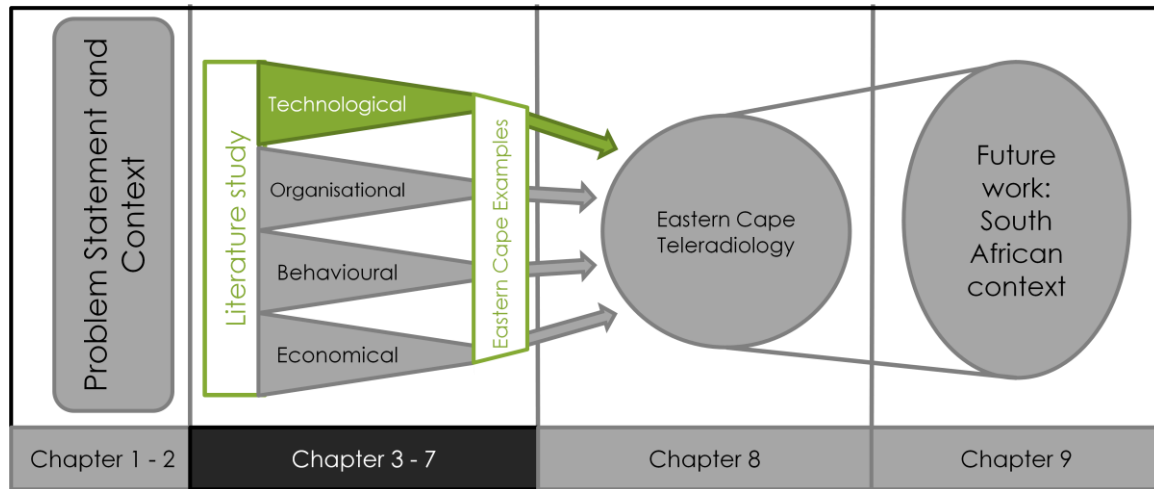 Problem Statement and
Context
Literature study
Technological
Organisational
Behavioural
Economical
Eastern Cape Examples
Eastern Cape
Teleradiology
Future
work:
South
African
context
Chapter 1 - 2
Chapter 3 - 7
Chapter 8
Chapter 9